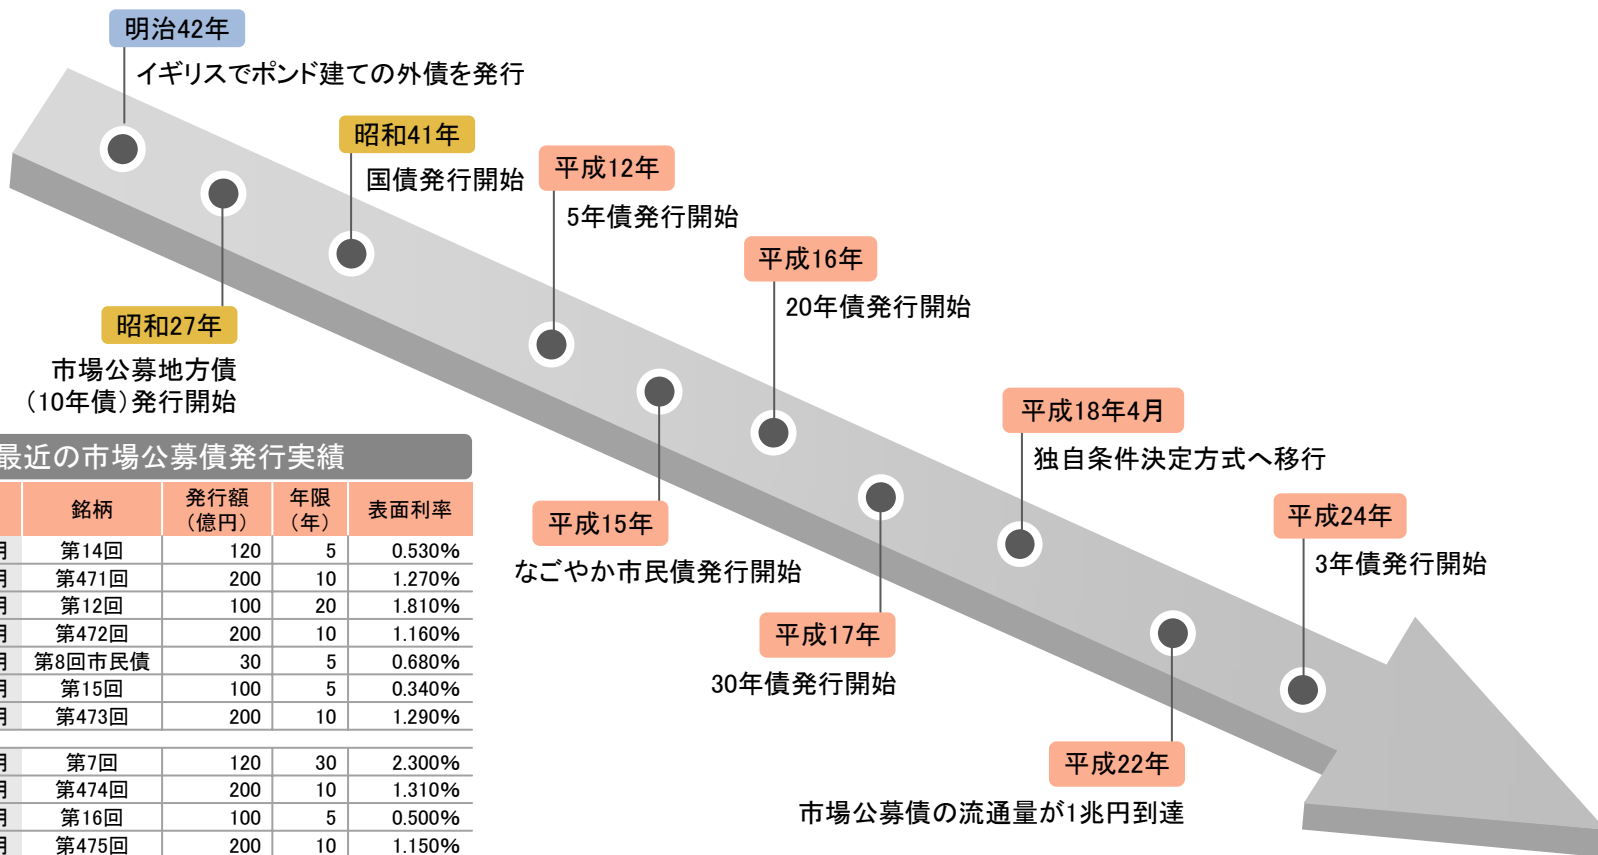 明治42年
イギリスでポンド建ての外債を発行
昭和41年
国債発行開始
平成12年
5年債発行開始
平成16年
20年債発行開始
昭和27年
市場公募地方債
（10年債）発行開始
平成18年4月
独自条件決定方式へ移行
平成15年
なごやか市民債発行開始
平成24年
3年債発行開始
平成17年
30年債発行開始
平成22年
市場公募債の流通量が1兆円到達
最近の市場公募債発行実績
銘柄 発行額（億円） 年限（年） 表面利率
月 第14回 120 5 0.530%
月 第471回 200 10 1.270%
月 第12回 100 20 1.810%
月 第472回 200 10 1.160%
月 第8回市民債 30 5 0.680%
月 第15回 100 5 0.340%
月 第473回 200 10 1.290%
月 第7回 120 30 2.300%
月 第474回 200 10 1.310%
月 第16回 100 5 0.500%
月 第475回 200 10 1.150%